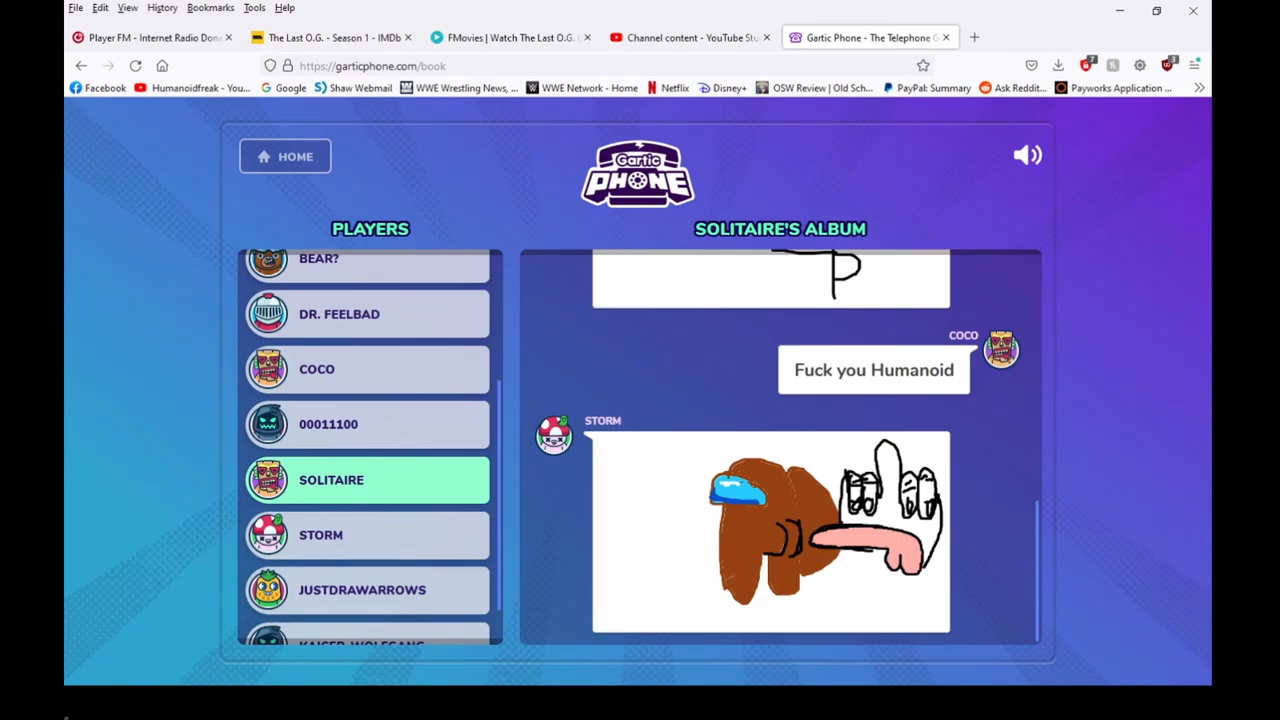 File Edit View History Bookmarks Tools Help
Player FM - Internet Radio Done
The Last O.G. - Season 1 - IMDb
FMovies | Watch The Last O.G.
Channel content - YouTube Stu
Gartic Phone - The Telephone G
https://garticphone.com/book
7
3
Facebook
Humanoidfreak - You...
Google
Shaw Webmail
WWE Wrestling News, ...
WWE Network - Home
Netflix
Disney+
OSW Review | Old Sch...
PayPal: Summary
Ask Reddit...
Payworks Application ...
HOME
Gartic
PHONE
PLAYERS
SOLITAIRE'S ALBUM
BEAR?
DR. FEELBAD
COCO
00011100
SOLITAIRE
STORM
JUSTDRAWARROWS
COCO
Fuck you Humanoid
STORM